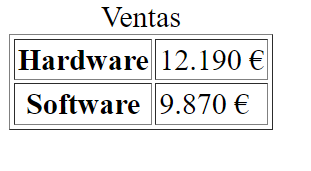 Ventas
Hardware 12.190 €
Software 9.870 €